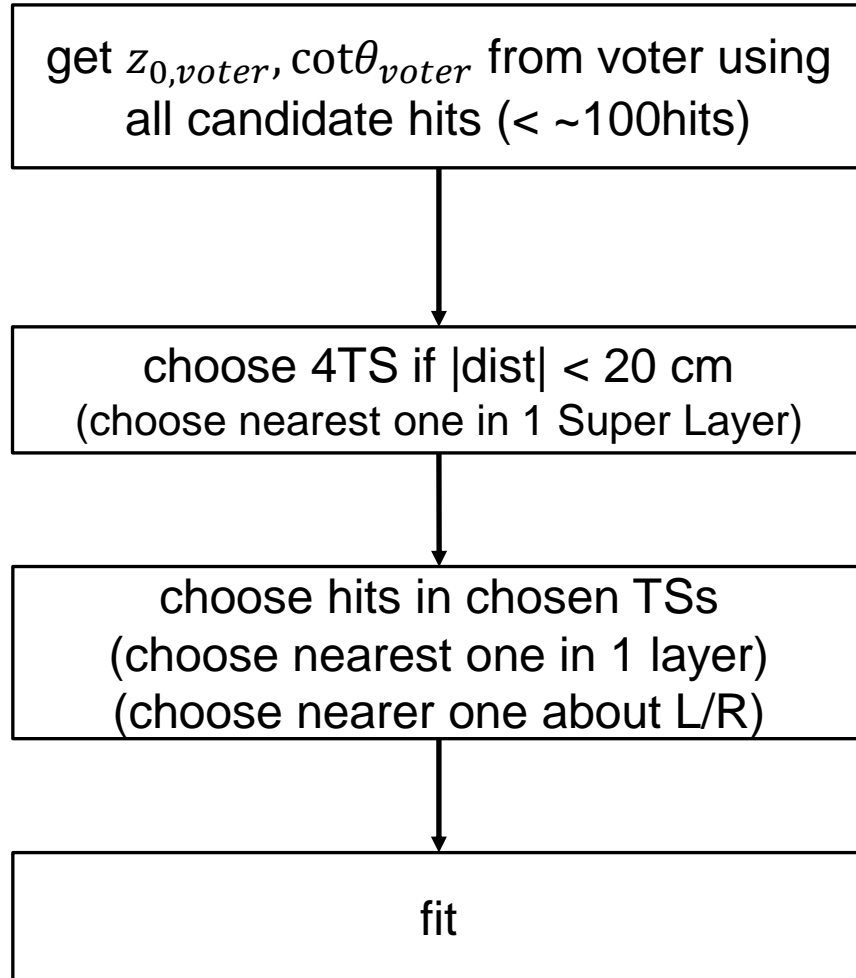 get 𝑧₀,𝑣𝑜𝑡𝑒𝑟, cot𝜃𝑣𝑜𝑡𝑒𝑟 from voter using
all candidate hits (< ~100hits)
choose 4TS if |dist| < 20 cm
(choose nearest one in 1 Super Layer)
choose hits in chosen TSs
(choose nearest one in 1 layer)
(choose nearer one about L/R)
fit